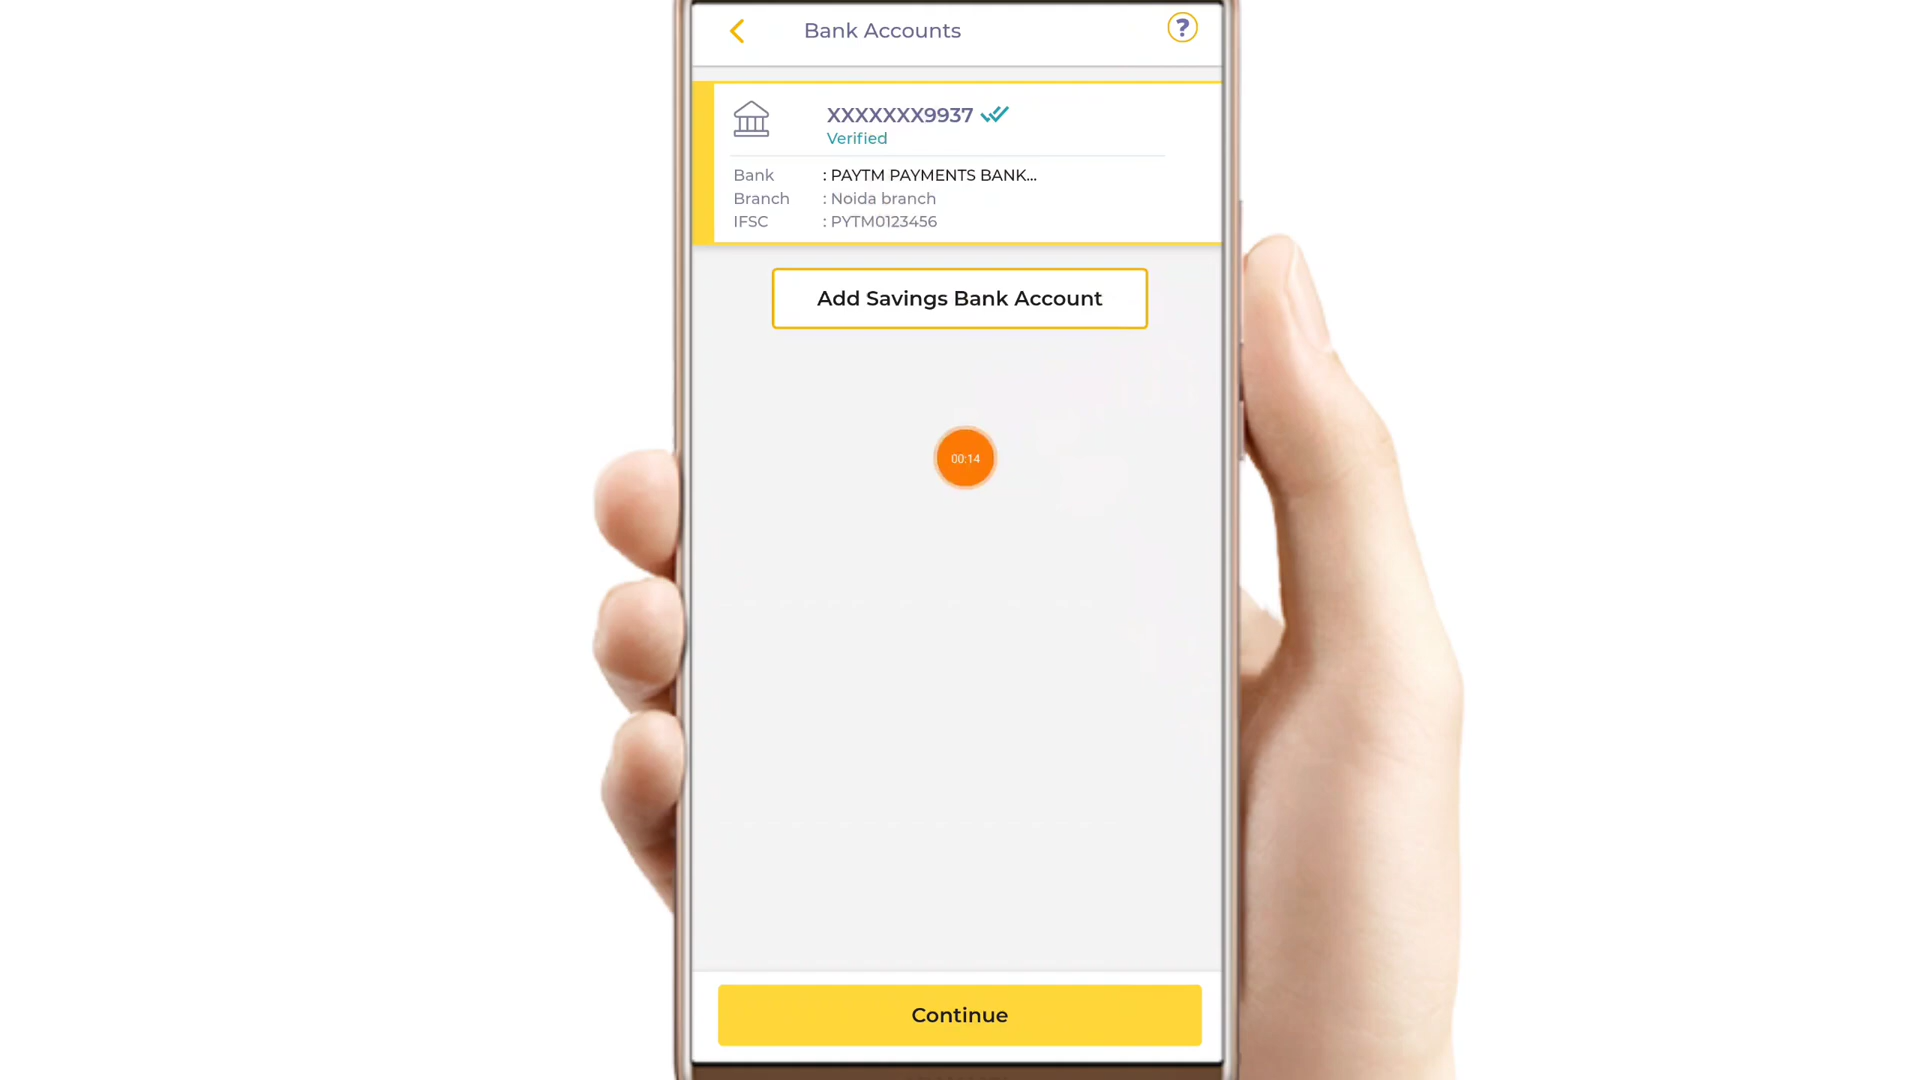 Bank Accounts
?
XXXXXXX9937
Verified
Bank : PAYTM PAYMENTS BANK...
Branch : Noida branch
IFSC : PYTM0123456
Add Savings Bank Account
00:14
Continue